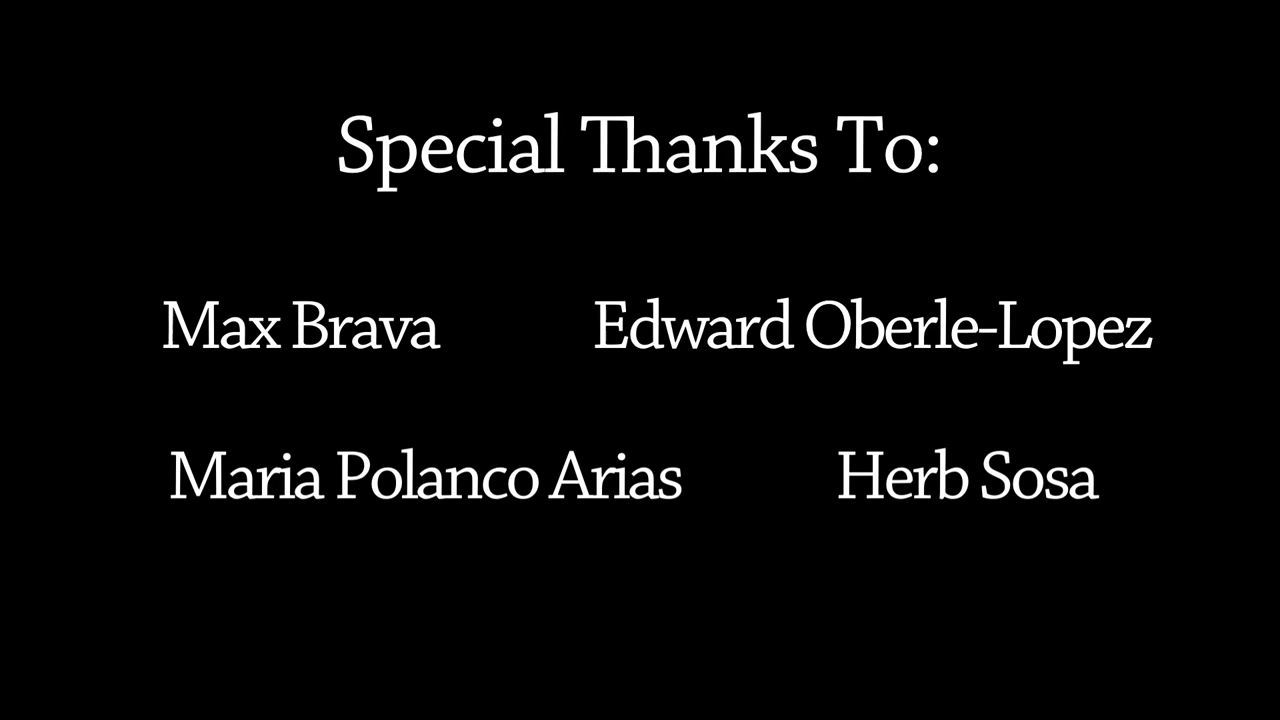 Special Thanks To:
Max Brava Edward Oberle-Lopez
Maria Polanco Arias Herb Sosa